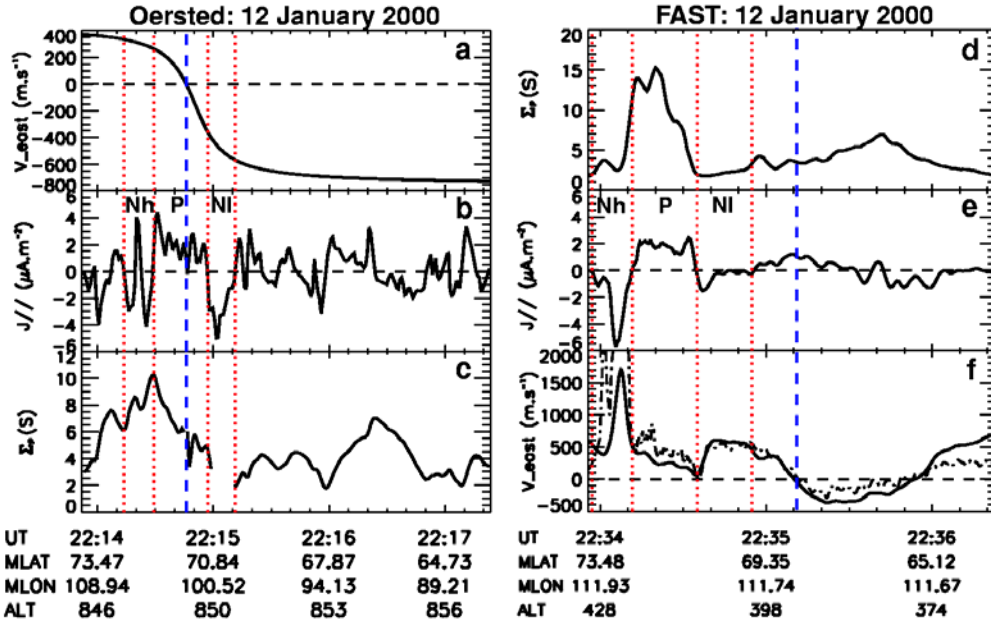 Oersted: 12 January 2000
FAST: 12 January 2000
a
V_east (m.s⁻¹)
400
200
0
−200
−400
−600
−800
Nh P Nl b
J// (μA.m⁻²)
4
2
0
−2
−4
−6
c
Σₚ(S)
12
10
8
6
4
2
0
d
Σₚ(S)
20
15
10
5
0
Nh P Nl e
J// (μA.m⁻²)
6
4
2
0
−2
−4
−6
f
V_east (m.s⁻¹)
2000
1500
1000
500
0
−500
UT 22:14 22:15 22:16 22:17
MLAT 73.47 70.84 67.87 64.73
MLON 108.94 100.52 94.13 89.21
ALT 846 850 853 856
UT 22:34 22:35 22:36
MLAT 73.48 69.35 65.12
MLON 111.93 111.74 111.67
ALT 428 398 374